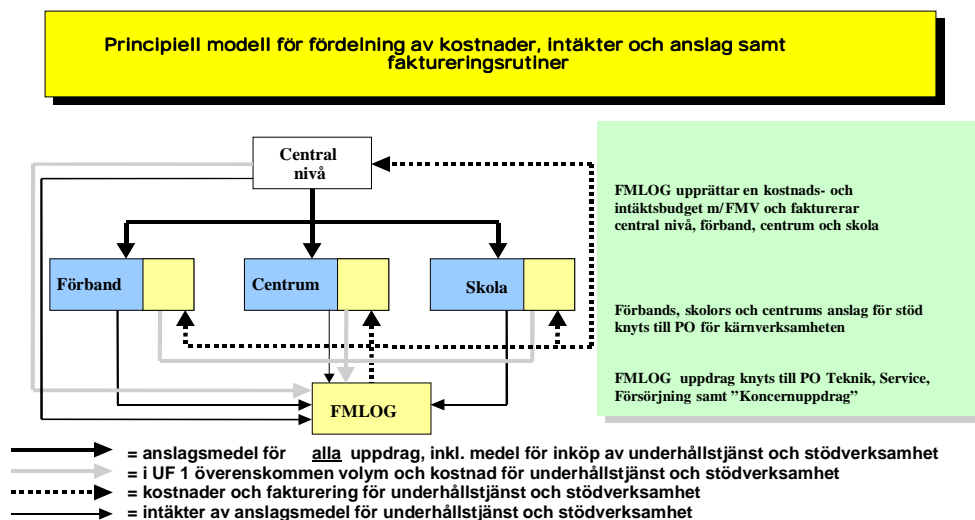 Principiell modell för fördelning av kostnader, intäkter och anslag samt
faktureringsrutiner
Central
nivå
FMLOG upprättar en kostnads- och
intäktsbudget m/FMV och fakturerar
central nivå, förband, centrum och skola
Förband
Centrum
Skola
Förbands, skolors och centrums anslag för stöd
knyts till PO för kärnverksamheten
FMLOG uppdrag knyts till PO Teknik, Service,
Försörjning samt ”Koncernuppdrag”
FMLOG
= anslagsmedel för alla uppdrag, inkl. medel för inköp av underhållstjänst och stödverksamhet
= i UF 1 överenskommen volym och kostnad för underhållstjänst och stödverksamhet
= kostnader och fakturering för underhållstjänst och stödverksamhet
= intäkter av anslagsmedel för underhållstjänst och stödverksamhet